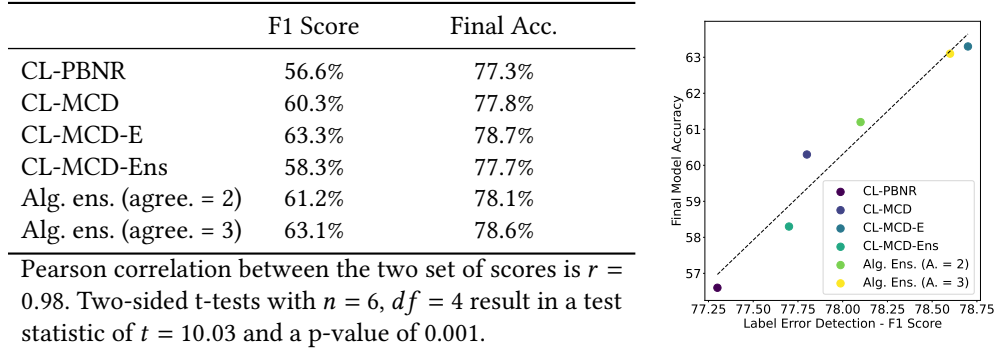 F1 Score Final Acc.
CL-PBNR 56.6% 77.3%
CL-MCD 60.3% 77.8%
CL-MCD-E 63.3% 78.7%
CL-MCD-Ens 58.3% 77.7%
Alg. ens. (agree. = 2) 61.2% 78.1%
Alg. ens. (agree. = 3) 63.1% 78.6%
Pearson correlation between the two set of scores is r =
0.98. Two-sided t-tests with n = 6, df = 4 result in a test
statistic of t = 10.03 and a p-value of 0.001.
Final Model Accuracy
63
62
61
60
59
58
57
CL-PBNR
CL-MCD
CL-MCD-E
CL-MCD-Ens
Alg. Ens. (A. = 2)
Alg. Ens. (A. = 3)
77.25 77.50 77.75 78.00 78.25 78.50 78.75
Label Error Detection - F1 Score